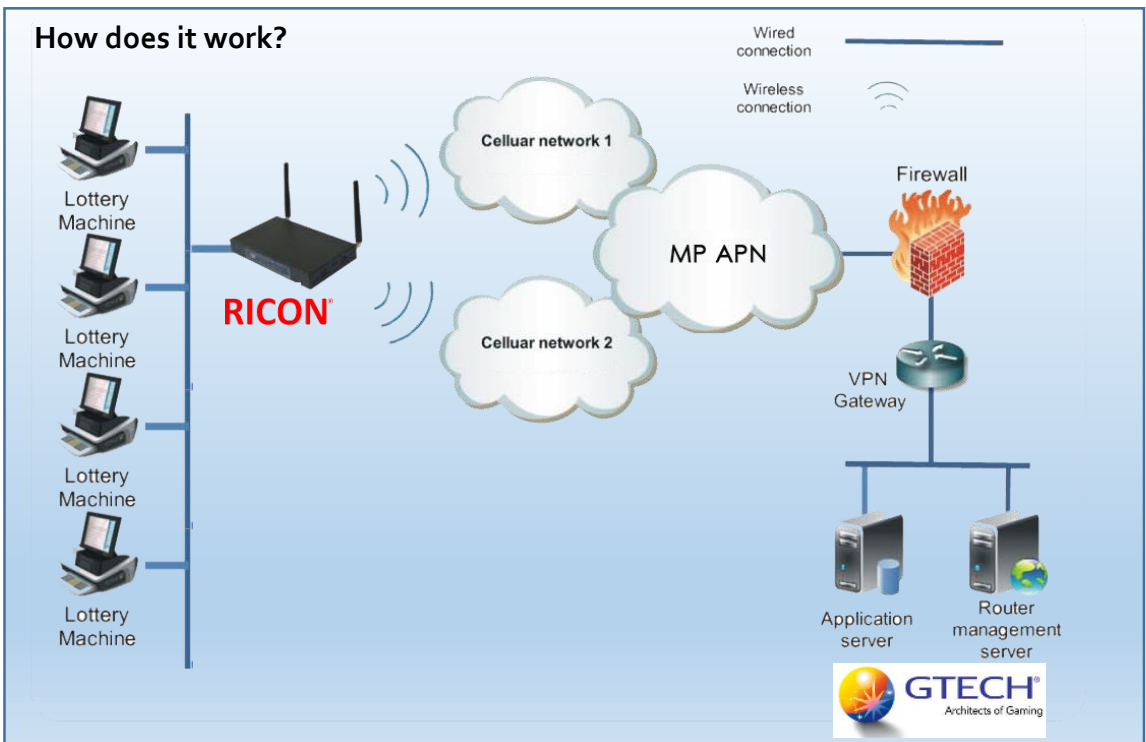 How does it work?
Wired
connection
Wireless
connection
Lottery
Machine
Lottery
Machine
Lottery
Machine
Lottery
Machine
RICON®
Celluar network 1
Celluar network 2
MP APN
Firewall
VPN
Gateway
Application
server
Router
management
server
GTECH®
Architects of Gaming